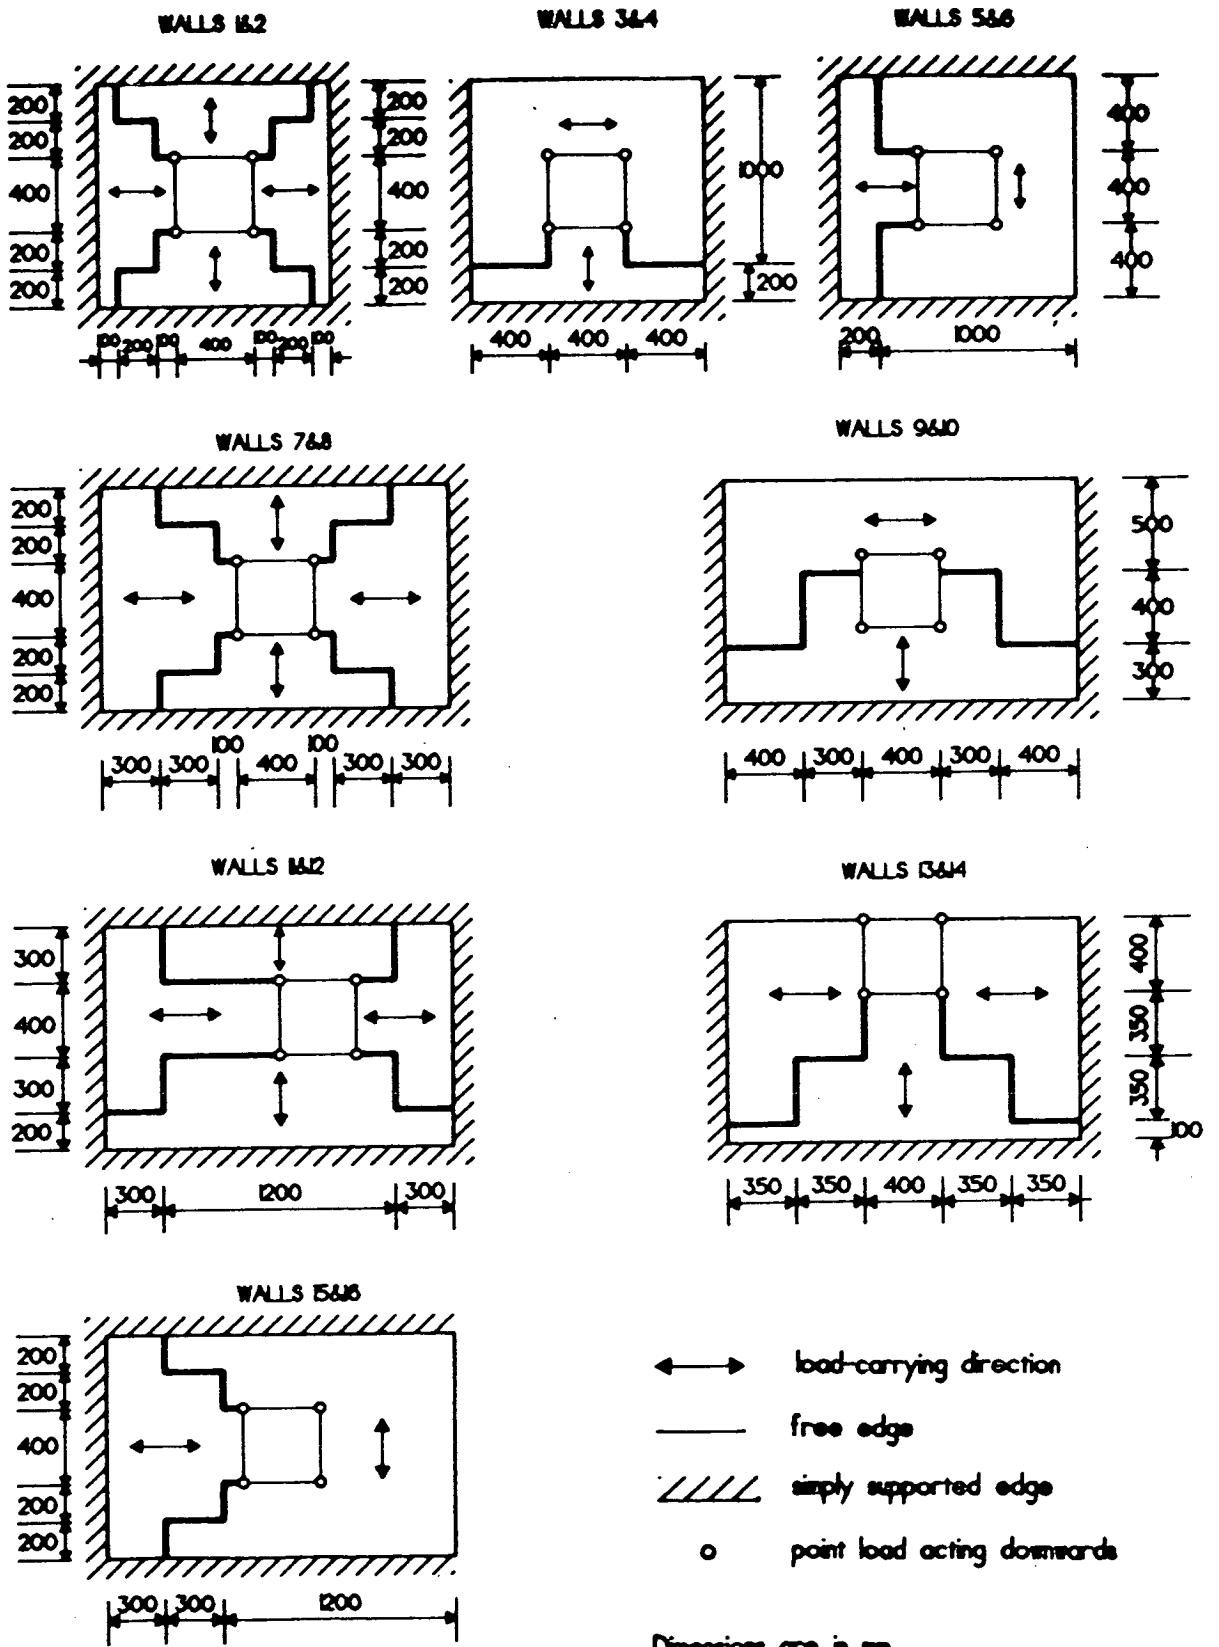 WALLS 1&2
WALLS 3&4
WALLS 5&6
200
200
400
200
200
200
200
400
200
200
100 200 100 400 100 200 100
1000
200
400 400 400
400
400
400
200 1000
WALLS 7&8
WALLS 9&10
200
200
400
200
200
100 100
300 300 400 300 300
500
400
300
400 300 400 300 400
WALLS 11&12
WALLS 13&14
300
400
300
200
300 1200 300
400
350
350
100
350 350 400 350 350
WALLS 15&16
200
200
400
200
200
300 300 1200
load-carrying direction
free edge
simply supported edge
point load acting downwards
Dimensions are in mm